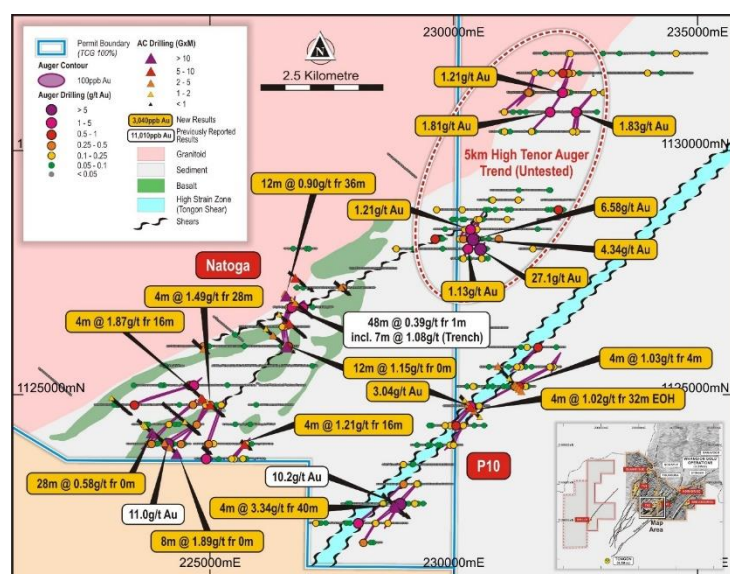 230000mE
235000mE
Permit Boundary
(TCG 100%)
Auger Contour
100ppb Au
Auger Drilling (g/t Au)
> 5
1 - 5
0.5 - 1
0.25 - 0.5
0.1 - 0.25
0.05 - 0.1
< 0.05
AC Drilling (GxM)
> 10
5 - 10
2 - 5
1 - 2
< 1
3,040ppb Au
New Results
11,010ppb Au
Previously Reported
Results
Granitoid
Sediment
Basalt
High Strain Zone
(Tongon Shear)
Shears
N
2.5 Kilometre
1.21g/t Au
1.81g/t Au
1.83g/t Au
1130000mN
5km High Tenor Auger
Trend (Untested)
12m @ 0.90g/t fr 36m
1.21g/t Au
6.58g/t Au
4.34g/t Au
27.1g/t Au
1.13g/t Au
Natoga
4m @ 1.49g/t fr 28m
4m @ 1.87g/t fr 16m
48m @ 0.39g/t fr 1m
incl. 7m @ 1.08g/t (Trench)
12m @ 1.15g/t fr 0m
4m @ 1.03g/t fr 4m
1125000mN
1125000mN
3.04g/t Au
4m @ 1.02g/t fr 32m EOH
4m @ 1.21g/t fr 16m
P10
28m @ 0.58g/t fr 0m
10.2g/t Au
11.0g/t Au
4m @ 3.34g/t fr 40m
8m @ 1.89g/t fr 0m
Map
Area
225000mE
230000mE